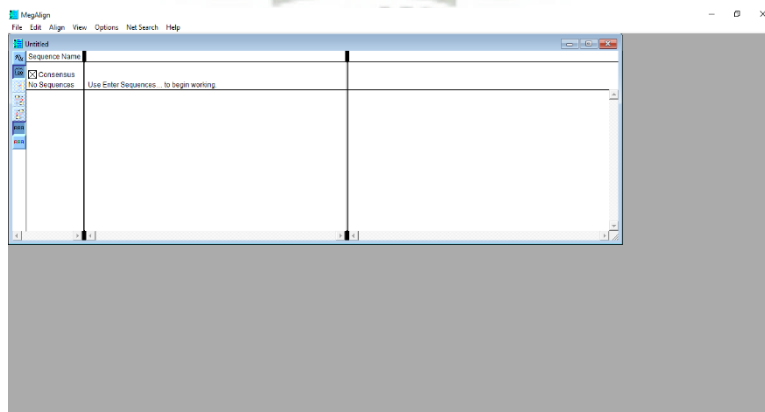 MegAlign
File Edit Align View Options Net Search Help
Untitled
Sequence Name
Consensus
No Sequences Use Enter Sequences... to begin working.